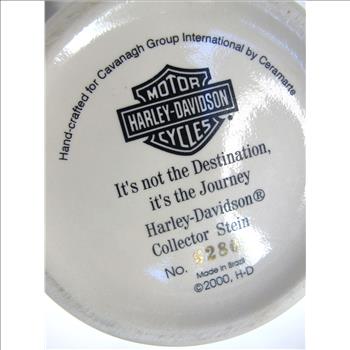 Hand-crafted for Cavanagh Group International by Ceramarte
MOTOR
HARLEY-DAVIDSON
CYCLES
It's not the Destination,
it's the Journey
Harley-Davidson®
Collector Stein
No.
Made in Brazil
©2000, H-D